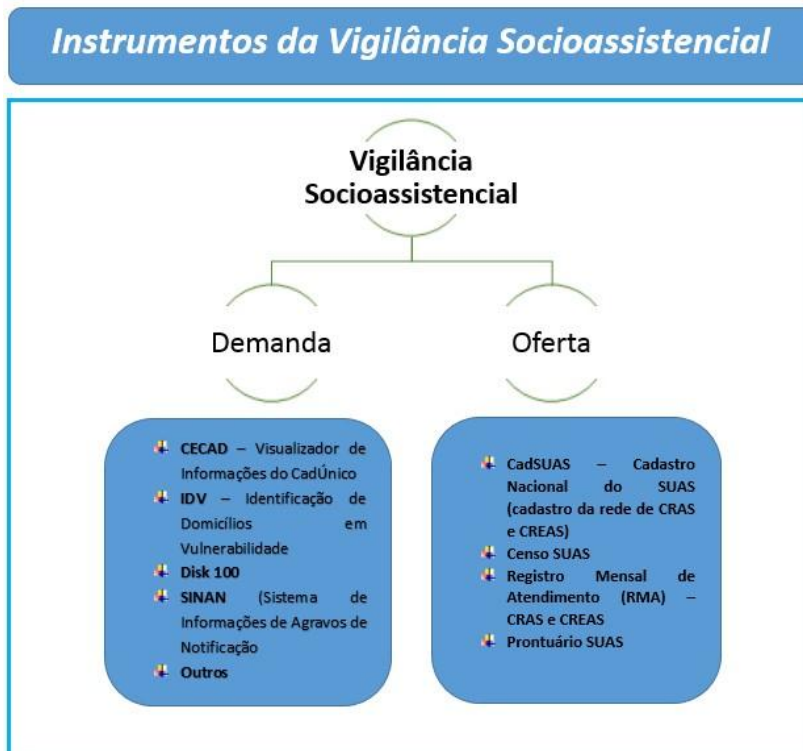 Instrumentos da Vigilância Socioassistencial
Vigilância
Socioassistencial
Demanda
Oferta
CECAD – Visualizador de
Informações do CadÚnico
IDV – Identificação de
Domicílios em
Vulnerabilidade
Disk 100
SINAN (Sistema de
Informações de Agravos de
Notificação
Outros
CadSUAS – Cadastro
Nacional do SUAS
(cadastro da rede de CRAS
e CREAS)
Censo SUAS
Registro Mensal de
Atendimento (RMA) –
CRAS e CREAS
Prontuário SUAS